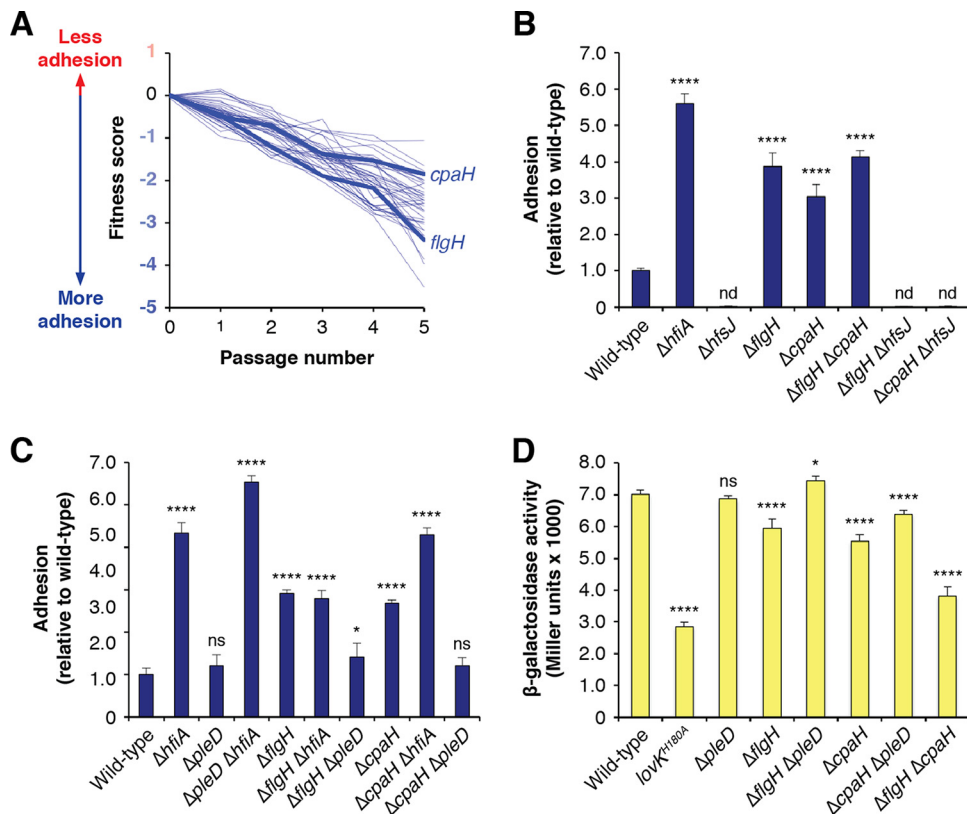 A
Less
adhesion
More
adhesion
Fitness score
1
0
-1
-2
-3
-4
-5
0
1
2
3
4
5
Passage number
cpaH
flgH
B
Adhesion
(relative to wild-type)
7.0
6.0
5.0
4.0
3.0
2.0
1.0
0
****
nd
****
****
****
nd
nd
Wild-type
ΔhfiA
ΔhfsJ
ΔflgH
ΔcpaH
ΔflgH ΔcpaH
ΔflgH ΔhfsJ
ΔcpaH ΔhfsJ
C
Adhesion
(relative to wild-type)
7.0
6.0
5.0
3.0
2.0
1.0
0
****
ns
****
****
****
*
****
****
ns
Wild-type
ΔhfiA
ΔpleD
ΔpleD ΔhfiA
ΔflgH
ΔflgH ΔhfiA
ΔflgH ΔpleD
ΔcpaH
ΔcpaH ΔhfiA
ΔcpaH ΔpleD
D
β-galactosidase activity
(Miller units x 1000)
8.0
7.0
6.0
5.0
4.0
3.0
2.0
1.0
0
****
ns
****
*
****
****
****
Wild-type
lovK^H180A
ΔpleD
ΔflgH
ΔflgH ΔpleD
ΔcpaH
ΔcpaH ΔpleD
ΔflgH ΔcpaH